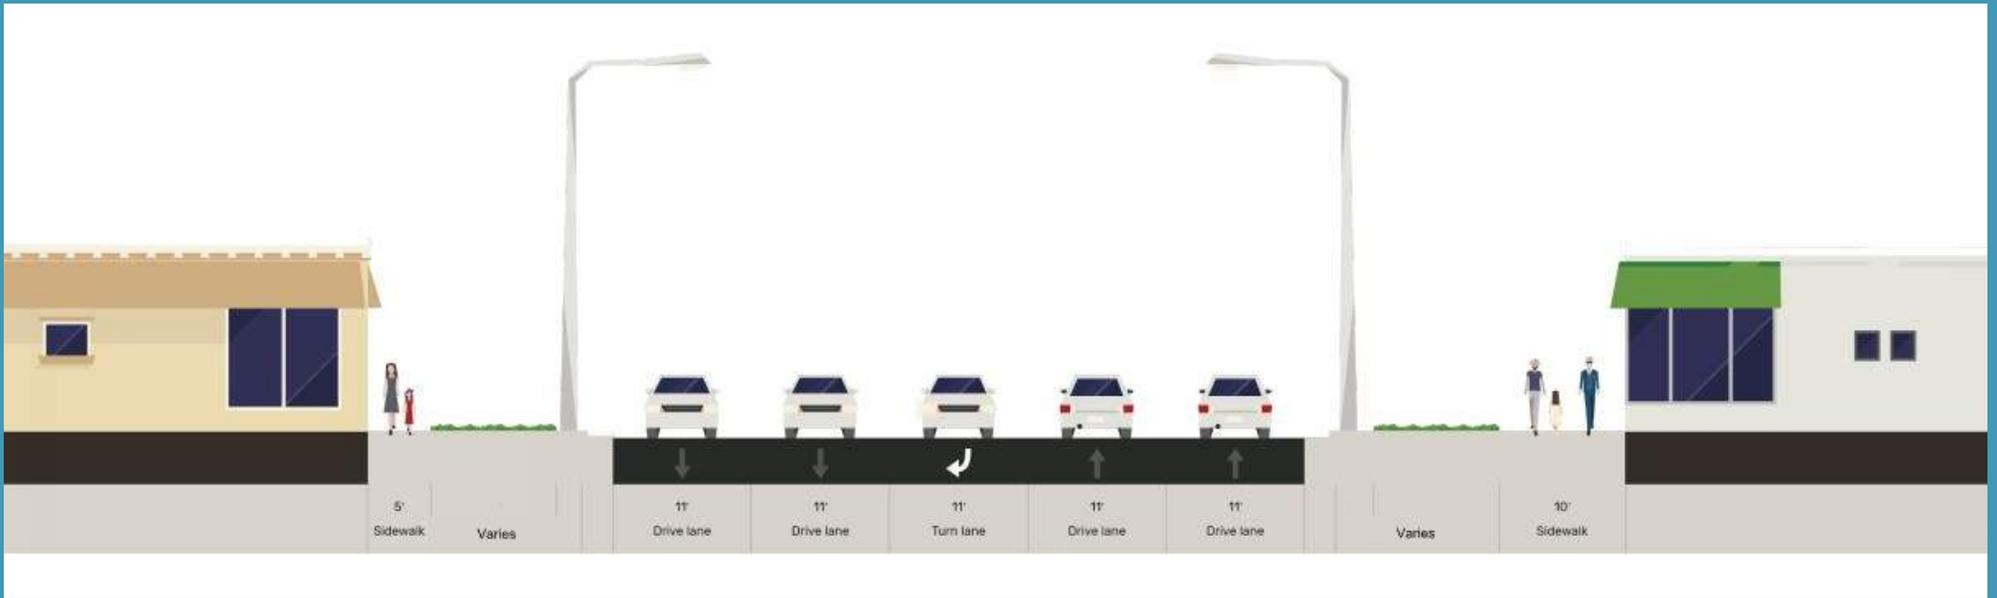 5'
Sidewalk
Varies
11'
Drive lane
11'
Drive lane
11'
Turn lane
11'
Drive lane
11'
Drive lane
Varies
10'
Sidewalk